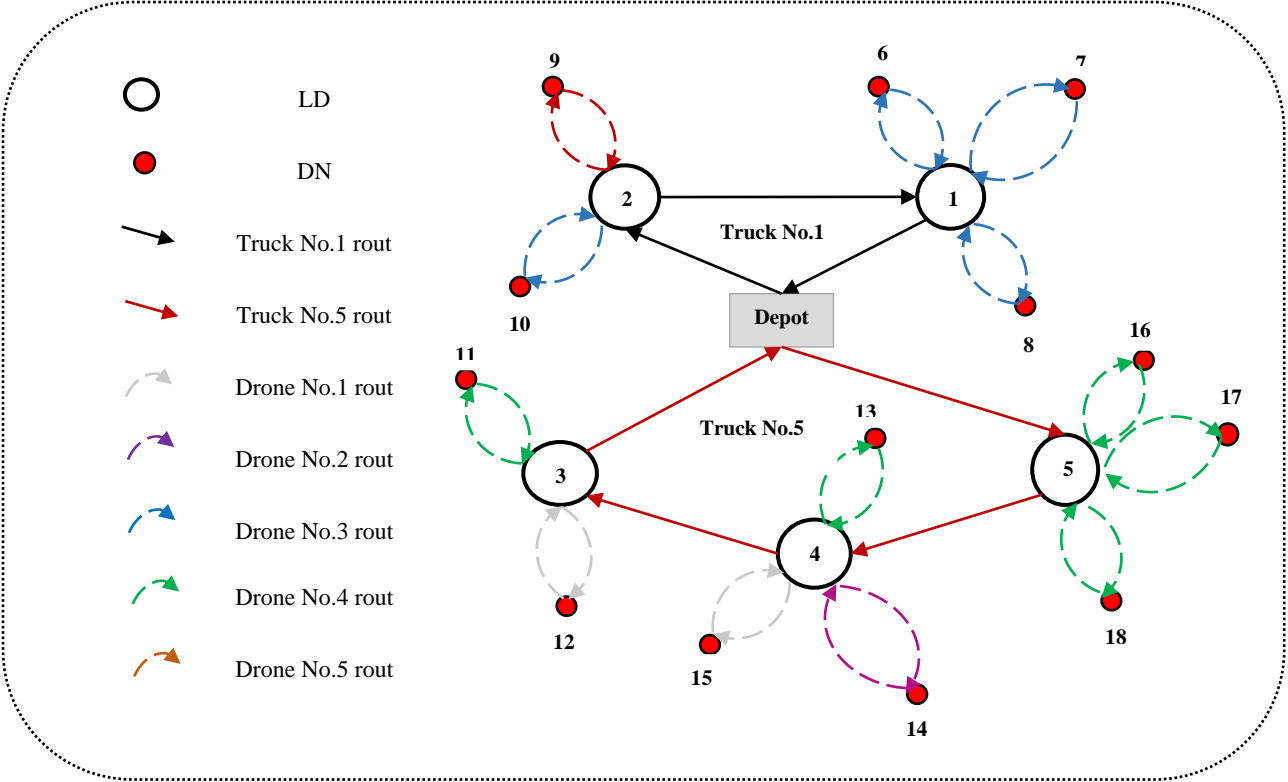 LD
DN
Truck No.1 rout
Truck No.5 rout
Drone No.1 rout
Drone No.2 rout
Drone No.3 rout
Drone No.4 rout
Drone No.5 rout
9
6
7
2
1
Truck No.1
10
Depot
8
11
16
13
17
Truck No.5
3
5
4
12
15
18
14